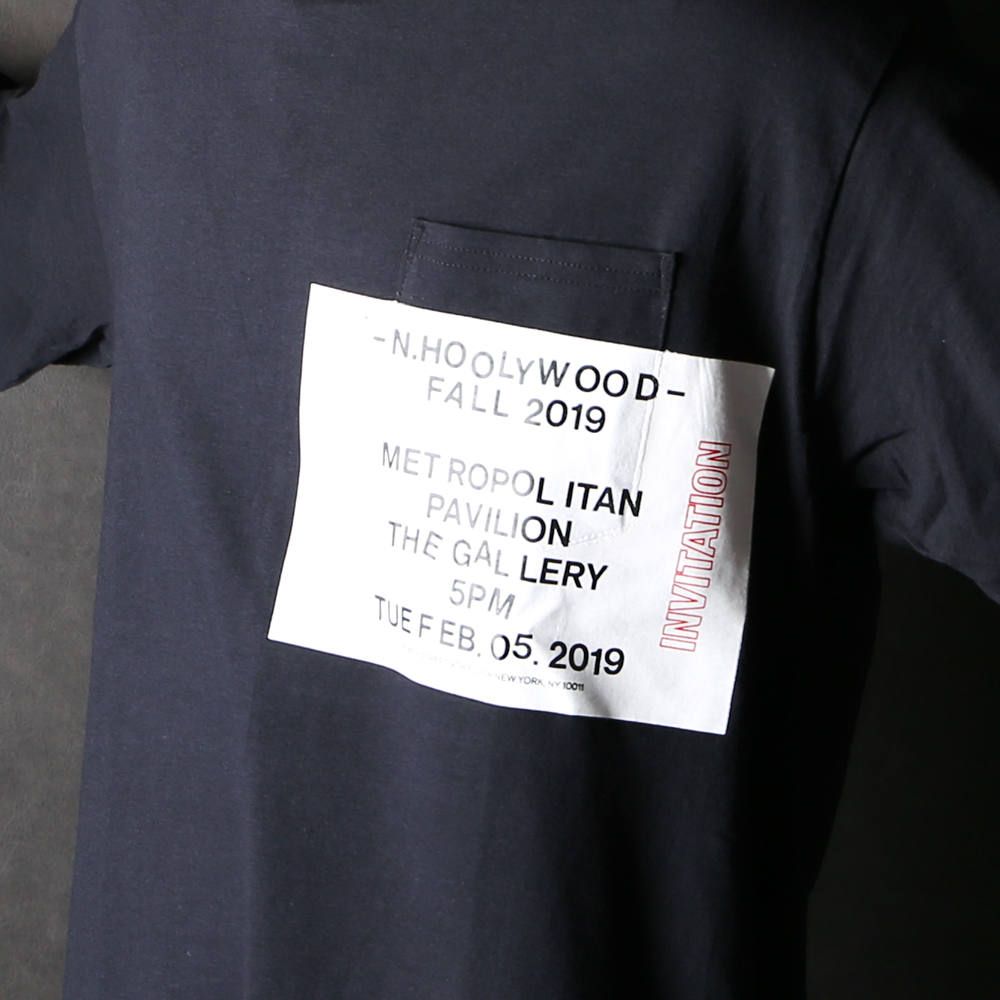 -N.HOOLYWOOD-
FALL 2019
METROPOLITAN
PAVILION
THE GALLERY
5PM
TUE FEB. 05. 2019
NEW YORK, NY 10011
INVITATION